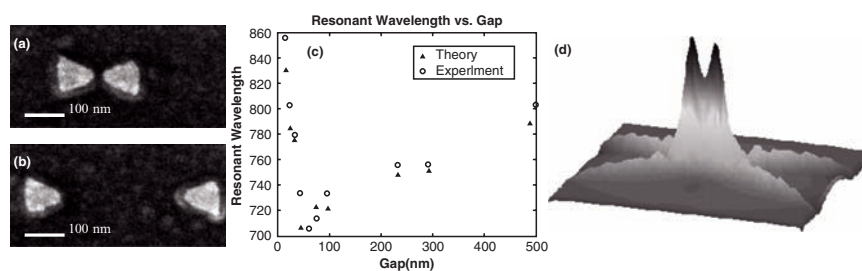 (a)
100 nm
(b)
100 nm
Resonant Wavelength vs. Gap
(c)
Theory
Experlment
Resonant Wavelength
860
840
820
800
780
760
740
720
700
0
100
200
300
400
500
Gap(nm)
(d)